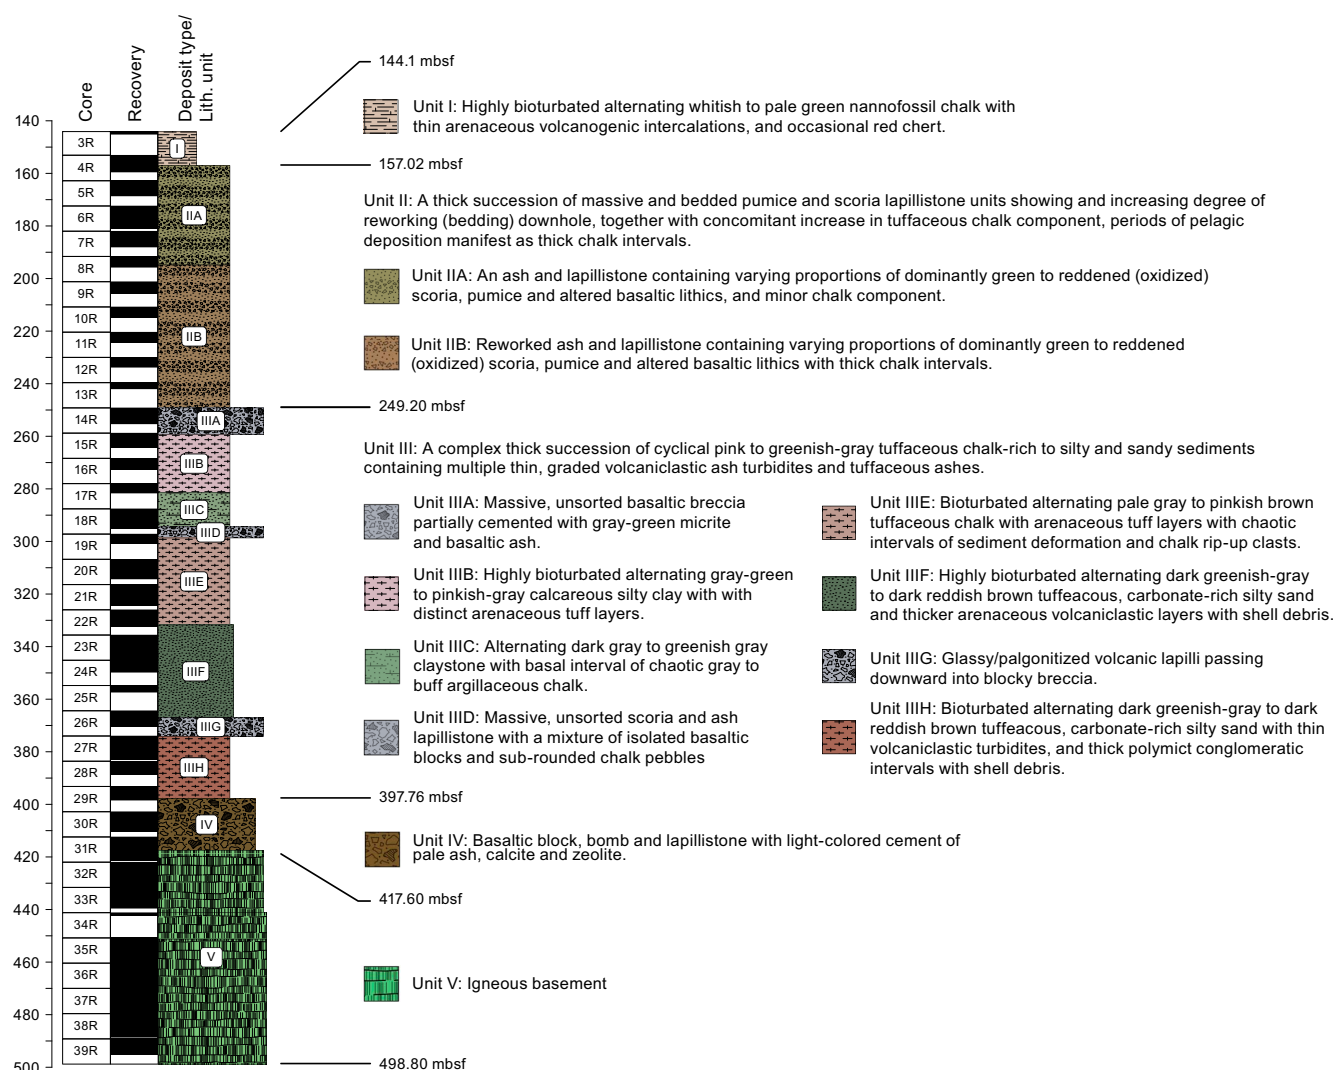 Core
Recovery
Deposit type/
Lith. unit
140
160
180
200
220
240
260
280
300
320
340
360
380
400
420
440
460
480
500
3R
4R
5R
6R
7R
8R
9R
10R
11R
12R
13R
14R
15R
16R
17R
18R
19R
20R
21R
22R
23R
24R
25R
26R
27R
28R
29R
30R
31R
32R
33R
34R
35R
36R
37R
38R
39R
I
IIA
IIB
IIIA
IIIB
IIIC
IIID
IIIE
IIIF
IIIG
IIIH
IV
V
144.1 mbsf
Unit I: Highly bioturbated alternating whitish to pale green nannofossil chalk with
thin arenaceous volcanogenic intercalations, and occasional red chert.
157.02 mbsf
Unit II: A thick succession of massive and bedded pumice and scoria lapillistone units showing and increasing degree of
reworking (bedding) downhole, together with concomitant increase in tuffaceous chalk component, periods of pelagic
deposition manifest as thick chalk intervals.
Unit IIA: An ash and lapillistone containing varying proportions of dominantly green to reddened (oxidized)
scoria, pumice and altered basaltic lithics, and minor chalk component.
Unit IIB: Reworked ash and lapillistone containing varying proportions of dominantly green to reddened
(oxidized) scoria, pumice and altered basaltic lithics with thick chalk intervals.
249.20 mbsf
Unit III: A complex thick succession of cyclical pink to greenish-gray tuffaceous chalk-rich to silty and sandy sediments
containing multiple thin, graded volcaniclastic ash turbidites and tuffaceous ashes.
Unit IIIA: Massive, unsorted basaltic breccia
partially cemented with gray-green micrite
and basaltic ash.
Unit IIIB: Highly bioturbated alternating gray-green
to pinkish-gray calcareous silty clay with with
distinct arenaceous tuff layers.
Unit IIIC: Alternating dark gray to greenish gray
claystone with basal interval of chaotic gray to
buff argillaceous chalk.
Unit IIID: Massive, unsorted scoria and ash
lapillistone with a mixture of isolated basaltic
blocks and sub-rounded chalk pebbles
Unit IIIE: Bioturbated alternating pale gray to pinkish brown
tuffaceous chalk with arenaceous tuff layers with chaotic
intervals of sediment deformation and chalk rip-up clasts.
Unit IIIF: Highly bioturbated alternating dark greenish-gray
to dark reddish brown tuffeacous, carbonate-rich silty sand
and thicker arenaceous volcaniclastic layers with shell debris.
Unit IIIG: Glassy/palgonitized volcanic lapilli passing
downward into blocky breccia.
Unit IIIH: Bioturbated alternating dark greenish-gray to dark
reddish brown tuffeacous, carbonate-rich silty sand with thin
volcaniclastic turbidites, and thick polymict conglomeratic
intervals with shell debris.
397.76 mbsf
Unit IV: Basaltic block, bomb and lapillistone with light-colored cement of
pale ash, calcite and zeolite.
417.60 mbsf
Unit V: Igneous basement
498.80 mbsf